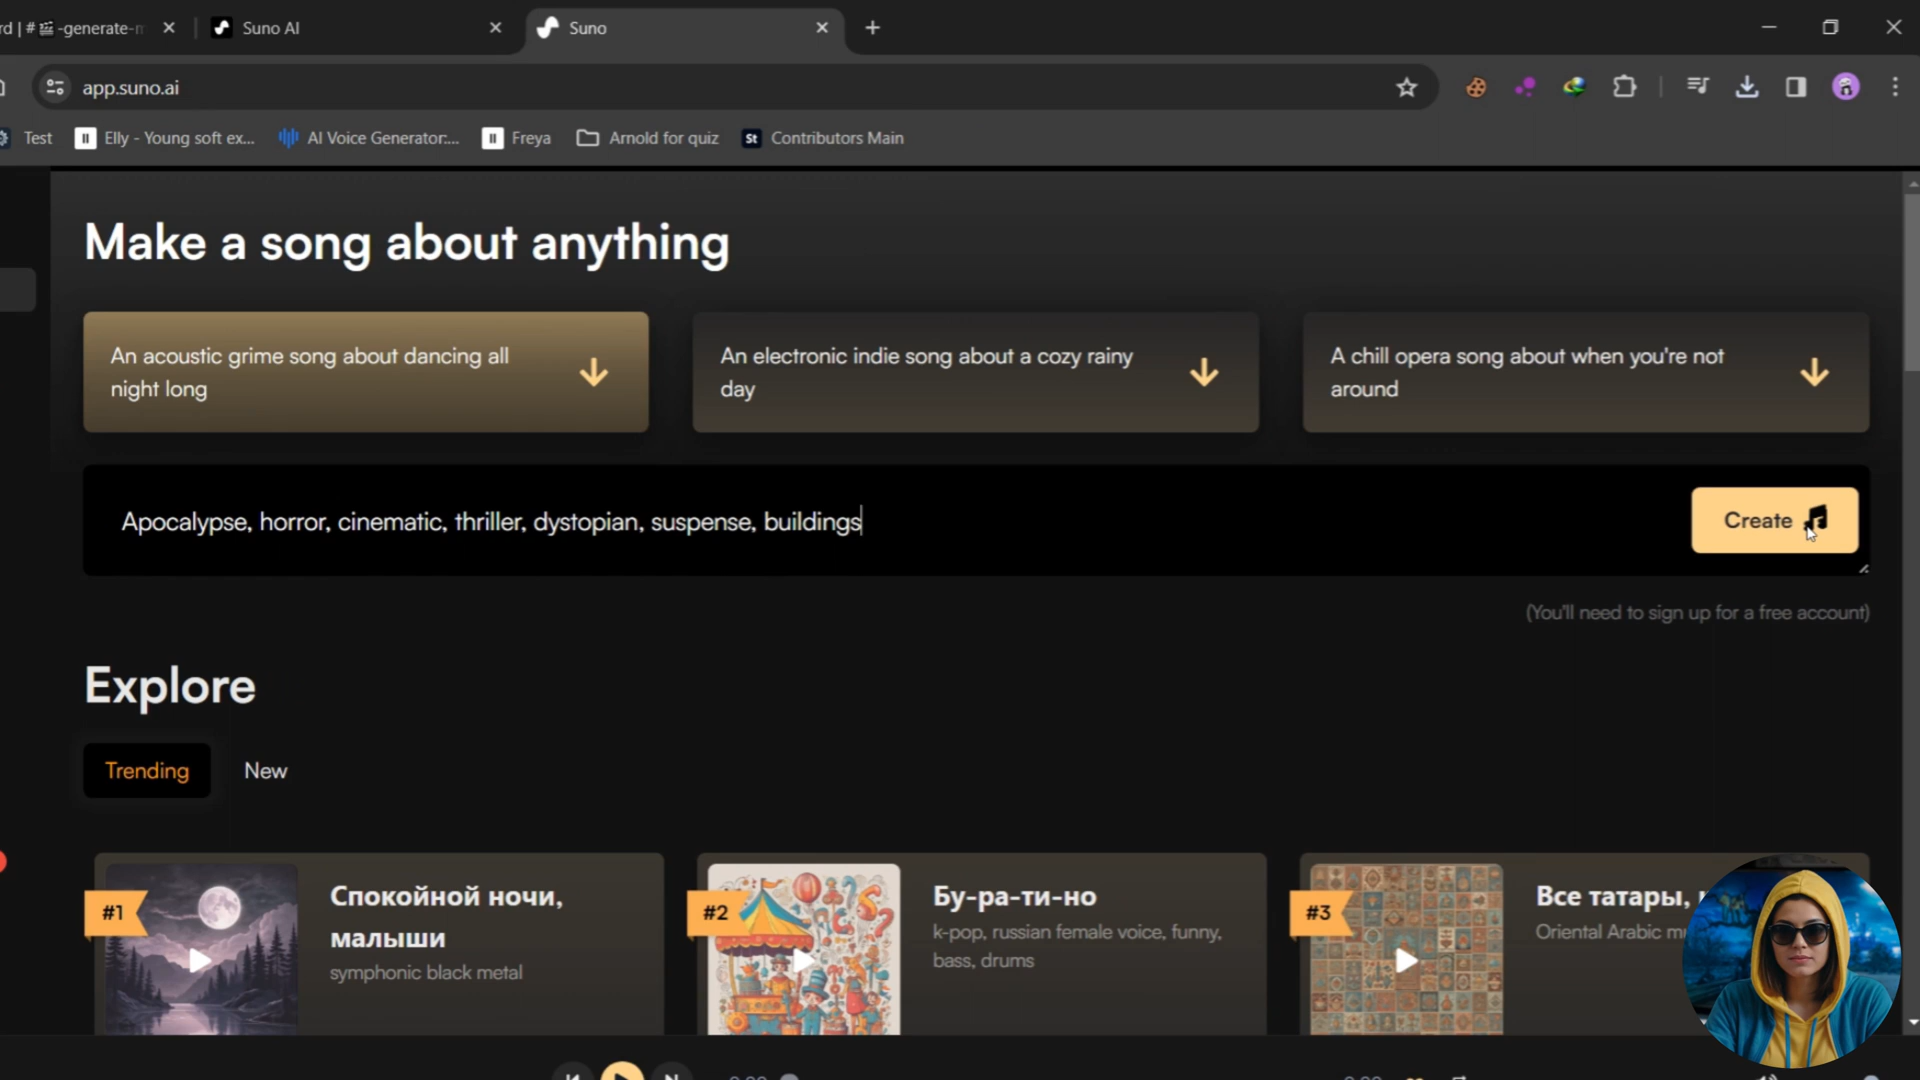 rd | #🎬-generate-m
Suno AI
Suno
app.suno.ai
Test
Elly - Young soft ex...
AI Voice Generator:...
Freya
Arnold for quiz
St
Contributors Main
Make a song about anything
An acoustic grime song about dancing all
night long
An electronic indie song about a cozy rainy
day
A chill opera song about when you're not
around
Apocalypse, horror, cinematic, thriller, dystopian, suspense, buildings
Create
(You'll need to sign up for a free account)
Explore
Trending
New
#1
Спокойной ночи,
малыши
symphonic black metal
#2
Бу-ра-ти-но
k-pop, russian female voice, funny,
bass, drums
#3
Все татары,
Oriental Arabic